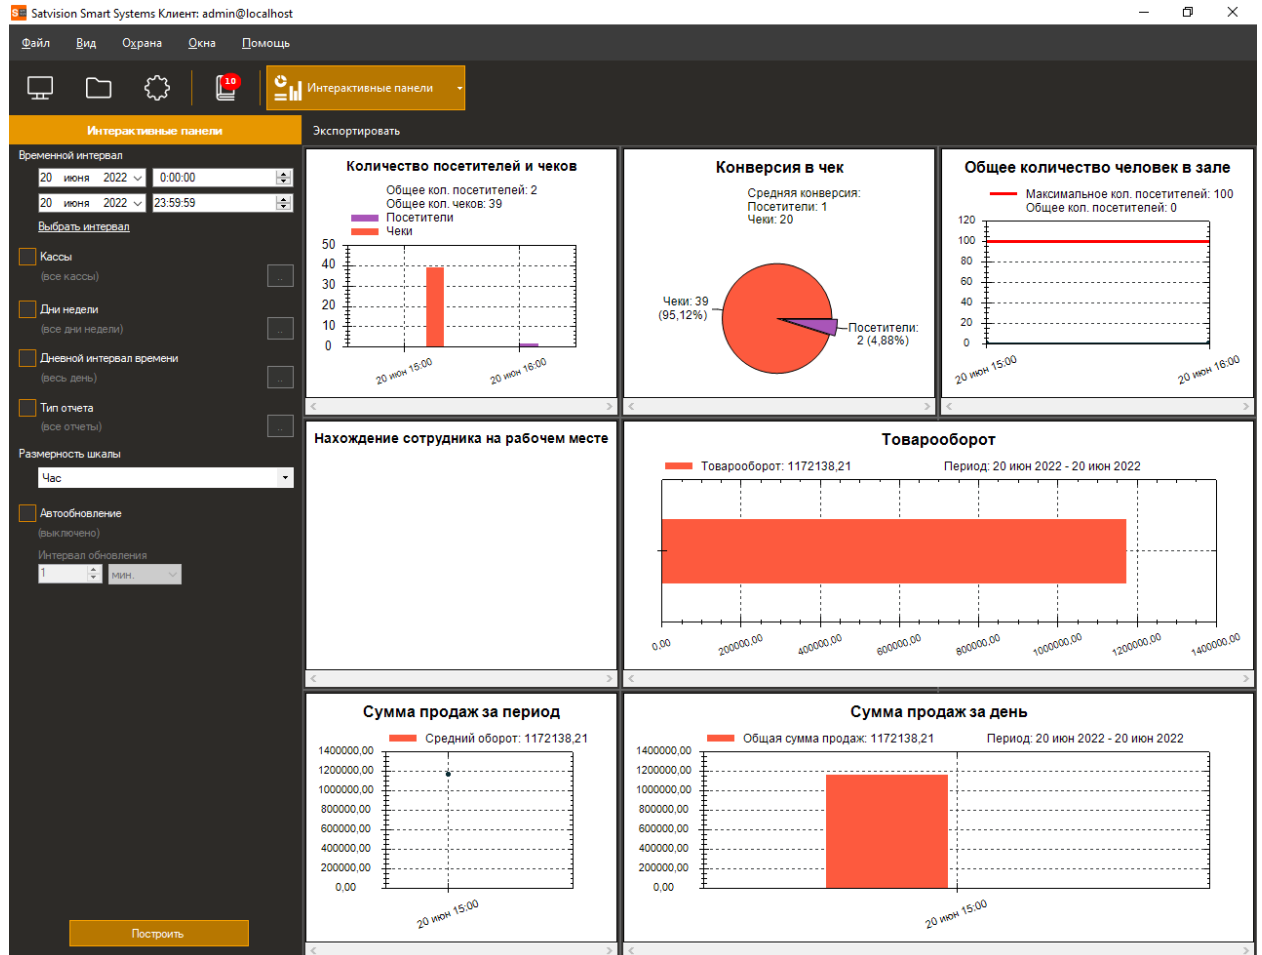 Satvision Smart Systems Клиент: admin@localhost
Файл Вид Охрана Окна Помощь
10
Интерактивные панели
Интерактивные панели
Временной интервал
20 июня 2022 0:00:00
20 июня 2022 23:59:59
Выбрать интервал
Кассы
(все кассы)
..
Дни недели
(все дни недели)
..
Дневной интервал времени
(весь день)
..
Тип отчета
(все отчеты)
..
Размерность шкалы
Час
Автообновление
(выключено)
Интервал обновления
1 мин.
Построить
Экспортировать
Количество посетителей и чеков
Общее кол. посетителей: 2
Общее кол. чеков: 39
Посетители
Чеки
50
40
30
20
10
0
20 июн 15:00
20 июн 16:00
Конверсия в чек
Средняя конверсия:
Посетители: 1
Чеки: 20
Чеки: 39
(95,12%)
Посетители:
2 (4,88%)
Общее количество человек в зале
Максимальное кол. посетителей: 100
Общее кол. посетителей: 0
120
100
80
60
40
20
0
20 июн 15:00
20 июн 16:00
Нахождение сотрудника на рабочем месте
Товарооборот
Товарооборот: 1172138,21 Период: 20 июн 2022 - 20 июн 2022
0,00
200000,00
400000,00
600000,00
800000,00
1000000,00
1200000,00
1400000,00
Сумма продаж за период
Средний оборот: 1172138,21
1400000,00
1200000,00
1000000,00
800000,00
600000,00
400000,00
200000,00
0,00
20 июн 15:00
Сумма продаж за день
Общая сумма продаж: 1172138,21 Период: 20 июн 2022 - 20 июн 2022
1400000,00
1200000,00
1000000,00
800000,00
600000,00
400000,00
200000,00
0,00
20 июн 15:00